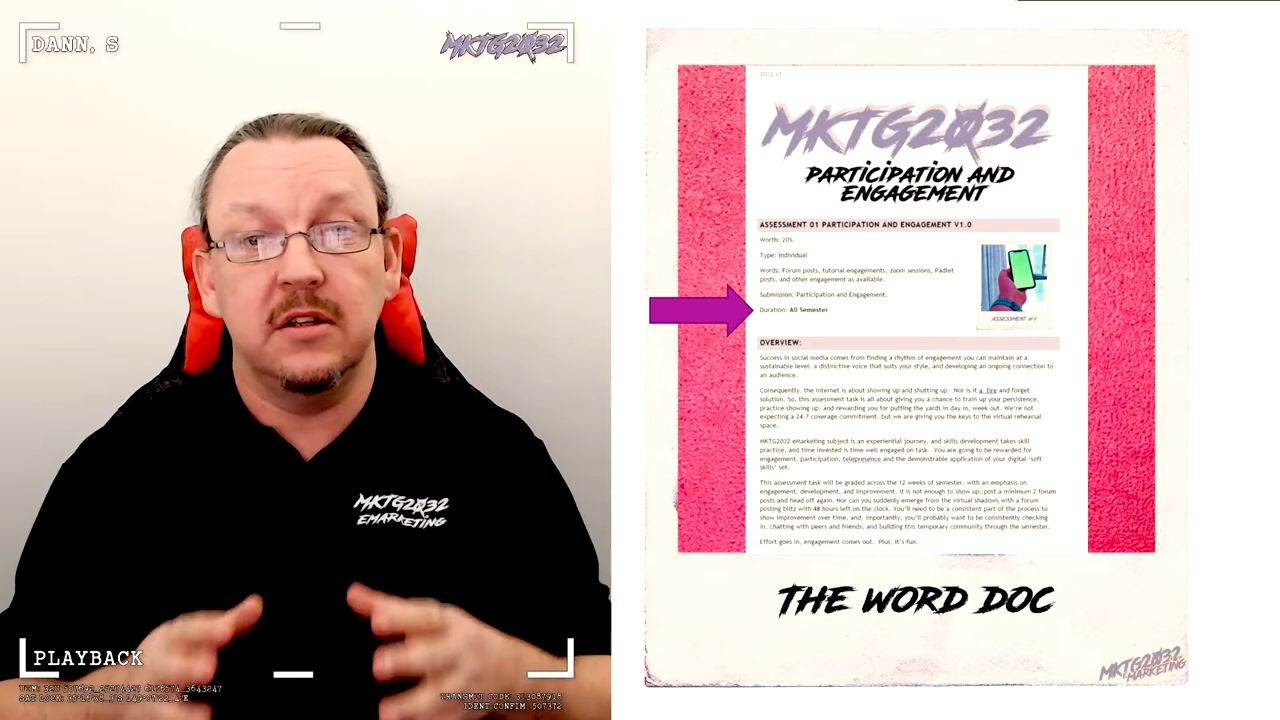 DANN, S
MKTG2032
MKTG2032
EMARKETING
PLAYBACK
IDENT CONFIM. 507372
2022 s1
MKTG2032
PARTICIPATION AND
ENGAGEMENT
ASSESSMENT 01 PARTICIPATION AND ENGAGEMENT V1.0
Worth: 20%
Type: Individual
Words: Forum posts, tutorial engagements, zoom sessions, Padlet
posts, and other engagement as available.
Submission: Participation and Engagement.
Duration: All Semester
ASSESSMENT #1
OVERVIEW:
Success in social media comes from finding a rhythm of engagement you can maintain at a
sustainable level, a distinctive voice that suits your style, and developing an ongoing connection to
an audience.
Consequently, the internet is about showing up and shutting up. Nor is it a fire and forget
solution. So, this assessment task is all about giving you a chance to train up your persistence,
practice showing up, and rewarding you for putting the yards in day in, week out. We're not
expecting a 24-7 coverage commitment, but we are giving you the keys to the virtual rehearsal
space.
MKTG2032 eMarketing subject is an experiential journey, and skills development takes skill
practice, and time invested is time well engaged on task. You are going to be rewarded for
engagement, participation, telepresence and the demonstrable application of your digital 'soft
skills' set.
This assessment task will be graded across the 12 weeks of semester, with an emphasis on
engagement, development, and improvement. It is not enough to show up, post a minimum 2 forum
posts and head off again. Nor can you suddenly emerge from the virtual shadows with a forum
posting blitz with 48 hours left on the clock. You'll need to be a consistent part of the process to
show improvement over time, and, importantly, you'll probably want to be consistently checking
in, chatting with peers and friends, and building this temporary community through the semester.
Effort goes in, engagement comes out. Plus, it's fun.
THE WORD DOC
MKTG2032
EMARKETING